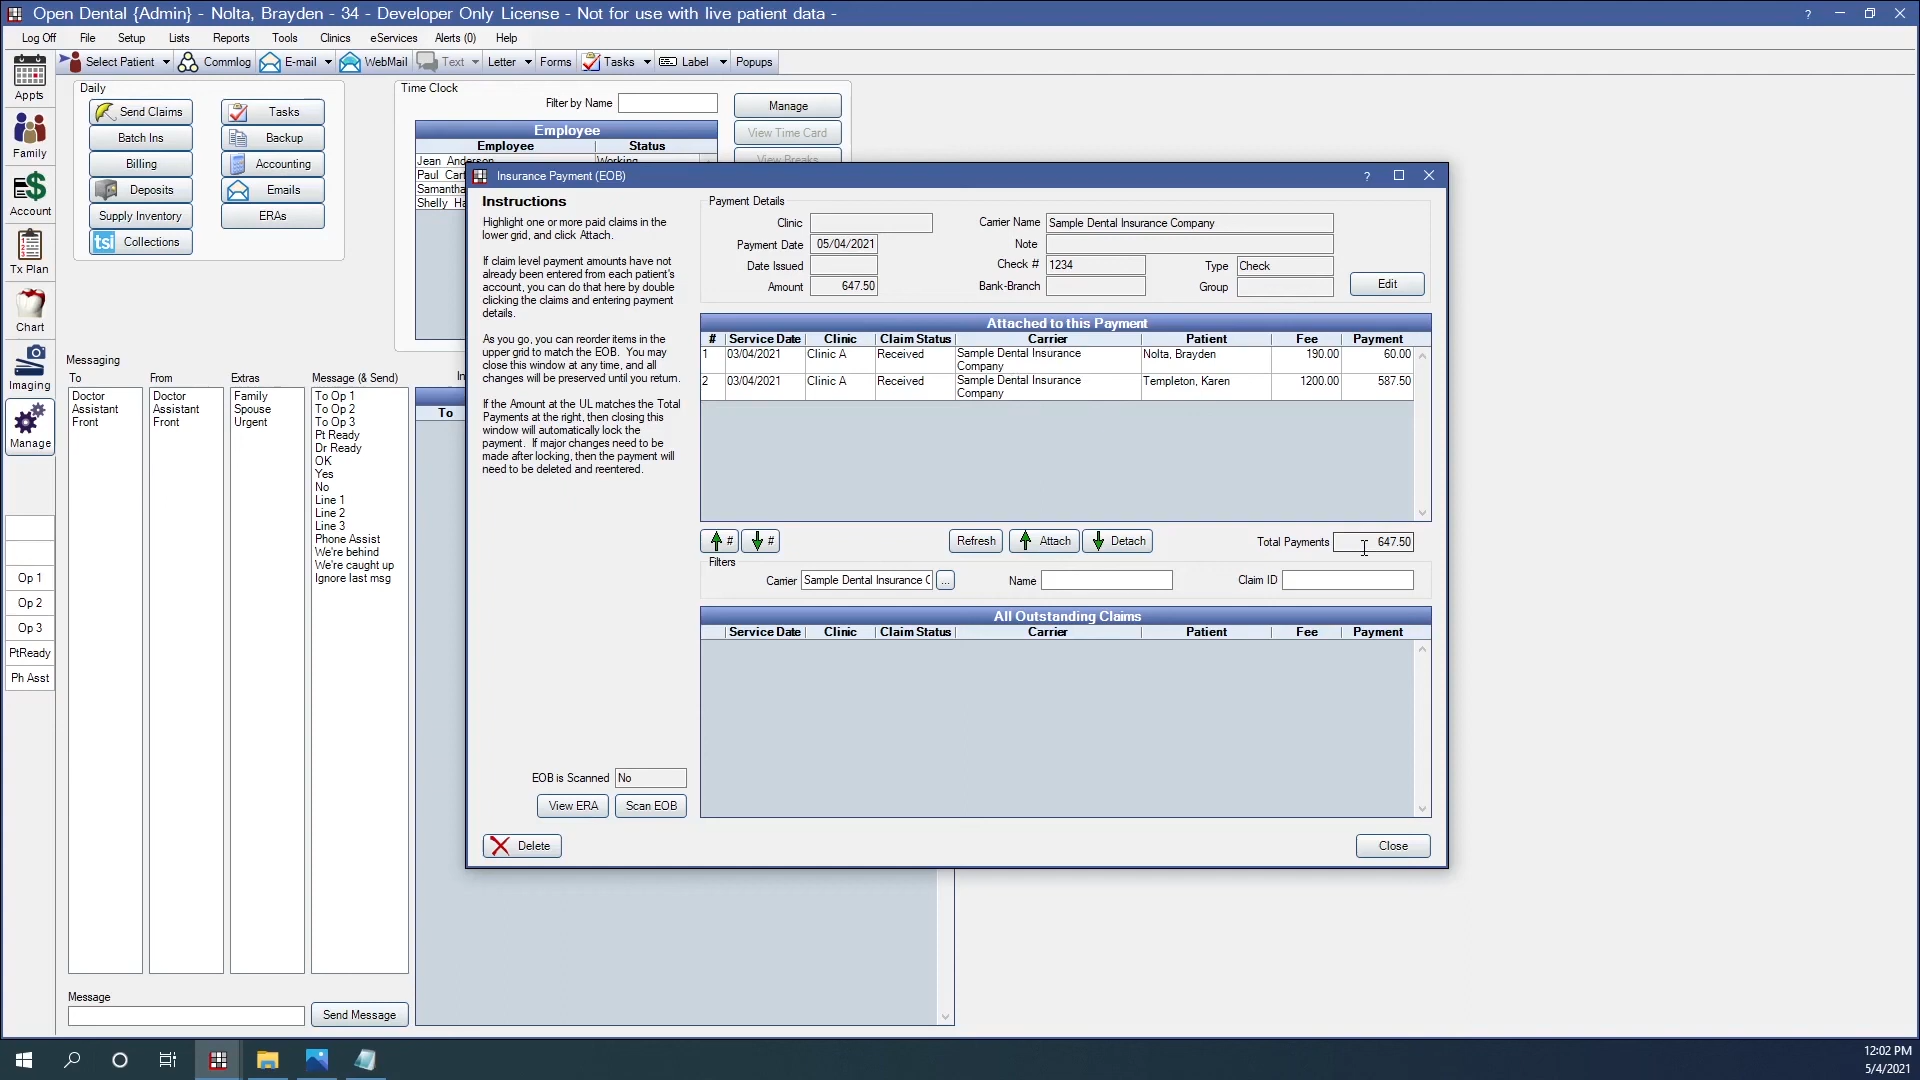 Open Dental {Admin} - Nolta, Brayden - 34 - Developer Only License - Not for use with live patient data -
Log Off File Setup Lists Reports Tools Clinics eServices Alerts (0) Help
Select Patient Commlog E-mail WebMail Text Letter Forms Tasks Label Popups
Appts
Family
Account
Tx Plan
Chart
Imaging
Manage
Op 1
Op 2
Op 3
PtReady
Ph Asst
Daily
Send Claims Tasks
Batch Ins Backup
Billing Accounting
Deposits Emails
Supply Inventory ERAs
tsi Collections
Time Clock
Filter by Name
Manage
View Time Card
View Breaks
Employee
Employee Status
Jean Anderson Working
Paul
Samantha
Shelly
Messaging
To From Extras Message (& Send)
Doctor
Assistant
Front
Doctor
Assistant
Front
Family
Spouse
Urgent
To Op 1
To Op 2
To Op 3
Pt Ready
Dr Ready
OK
Yes
No
Line 1
Line 2
Line 3
Phone Assist
We're behind
We're caught up
Ignore last msg
To
Message
Send Message
Insurance Payment (EOB)
?
Instructions
Highlight one or more paid claims in the
lower grid, and click Attach.
If claim level payment amounts have not
already been entered from each patient's
account, you can do that here by double
clicking the claims and entering payment
details.
As you go, you can reorder items in the
upper grid to match the EOB. You may
close this window at any time, and all
changes will be preserved until you return.
If the Amount at the UL matches the Total
Payments at the right, then closing this
window will automatically lock the
payment. If major changes need to be
made after locking, then the payment will
need to be deleted and reentered.
EOB is Scanned No
View ERA Scan EOB
Delete
Payment Details
Clinic
Payment Date 05/04/2021
Date Issued
Amount 647.50
Carrier Name Sample Dental Insurance Company
Note
Check # 1234 Type Check
Bank-Branch Group
Edit
Attached to this Payment
# Service Date Clinic Claim Status Carrier Patient Fee Payment
1 03/04/2021 Clinic A Received Sample Dental Insurance Company Nolta, Brayden 190.00 60.00
2 03/04/2021 Clinic A Received Sample Dental Insurance Company Templeton, Karen 1200.00 587.50
# # Refresh Attach Detach Total Payments 647.50
Filters
Carrier Sample Dental Insurance ... Name Claim ID
All Outstanding Claims
Service Date Clinic Claim Status Carrier Patient Fee Payment
Close
12:02 PM
5/4/2021